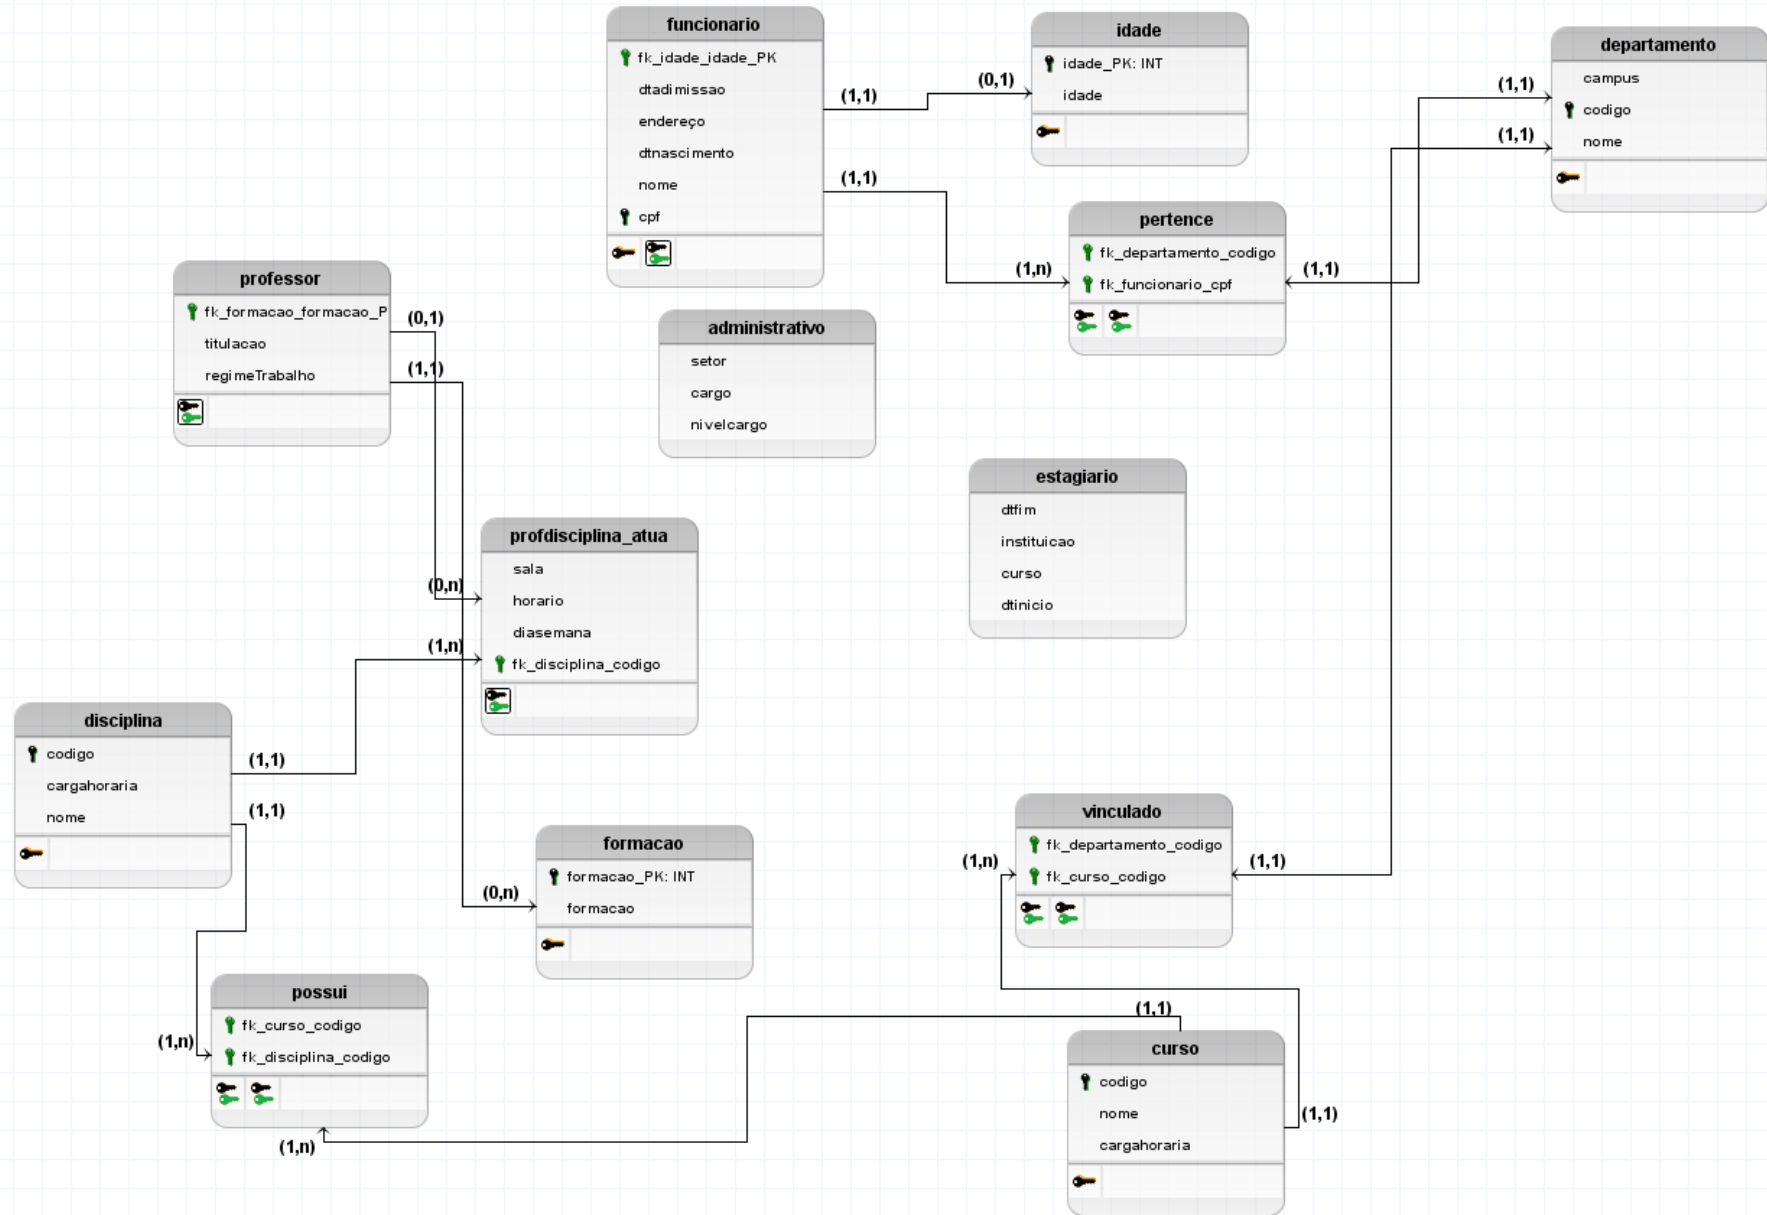 funcionario
fk_idade_idade_PK
dtadimissao
endereço
dtnascimento
nome
cpf
(1,1)
(1,1)
(0,1)
idade
idade_PK: INT
idade
departamento
campus
codigo
nome
(1,1)
(1,1)
pertence
fk_departamento_codigo
fk_funcionario_cpf
(1,n)
(1,1)
professor
fk_formacao_formacao_P
titulacao
regimeTrabalho
(0,1)
(1,1)
administrativo
setor
cargo
nivelcargo
estagiario
dtfim
instituicao
curso
dtinicio
profdisciplina_atua
sala
horario
diasemana
fk_disciplina_codigo
(0,n)
(1,n)
disciplina
codigo
cargahoraria
nome
(1,1)
(1,1)
formacao
formacao_PK: INT
formacao
(0,n)
vinculado
fk_departamento_codigo
fk_curso_codigo
(1,n)
(1,1)
possui
fk_curso_codigo
fk_disciplina_codigo
(1,n)
(1,n)
(1,1)
curso
codigo
nome
cargahoraria
(1,1)